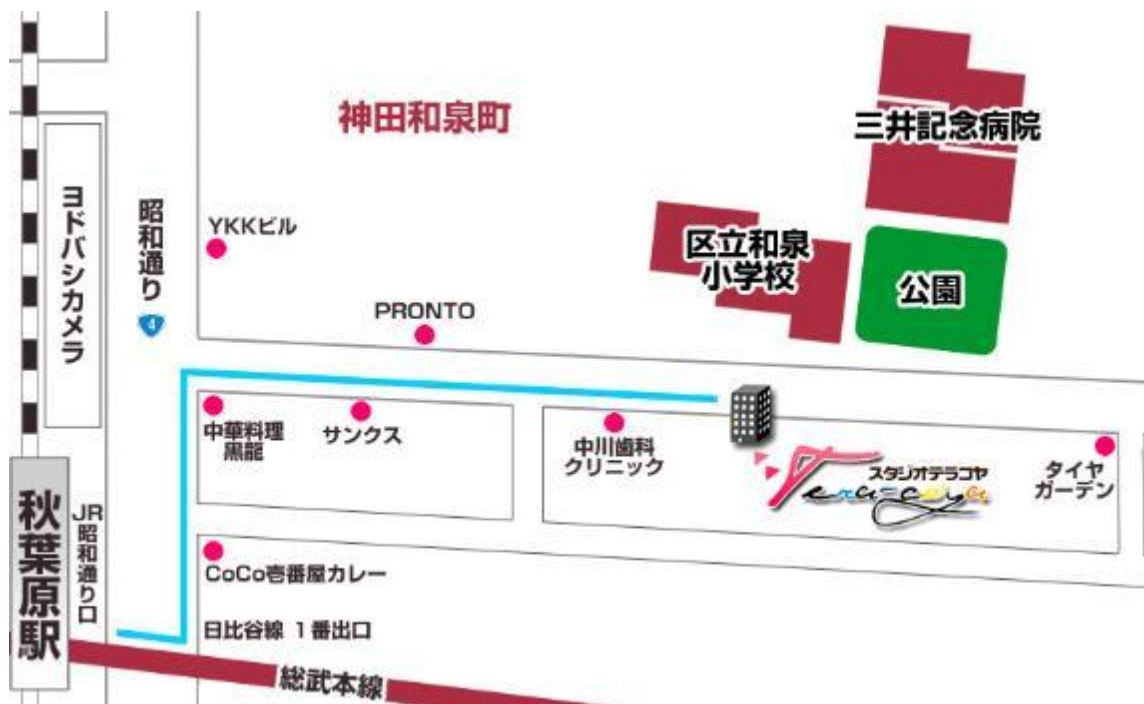 神田和泉町
三井記念病院
ヨドバシカメラ
昭和通り
4
YKKビル
区立和泉
小学校
公園
PRONTO
中華料理
黒龍
サンクス
中川歯科
クリニック
スタジオテラコヤ
Tera-coya
タイヤ
ガーデン
秋葉原駅
JR昭和通り口
CoCo壱番屋カレー
日比谷線 1番出口
総武本線